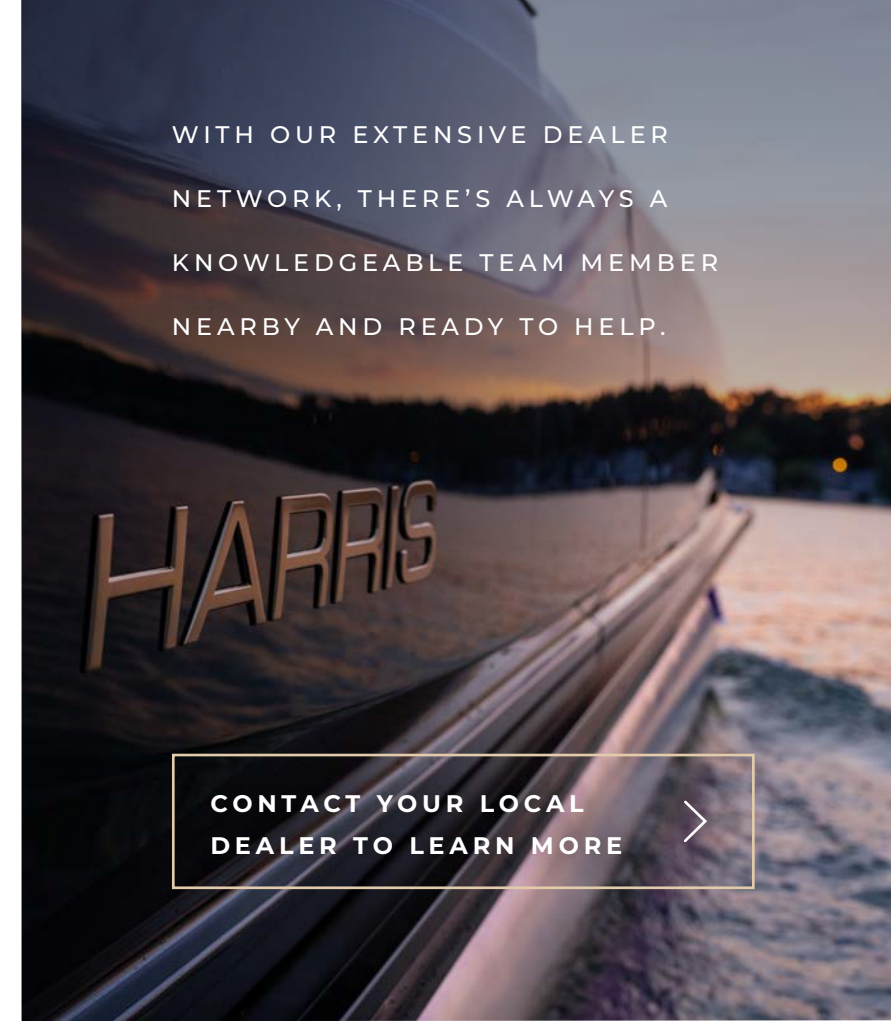 WITH OUR EXTENSIVE DEALER
NETWORK, THERE’S ALWAYS A
KNOWLEDGEABLE TEAM MEMBER
NEARBY AND READY TO HELP.
HARRIS
CONTACT YOUR LOCAL
DEALER TO LEARN MORE